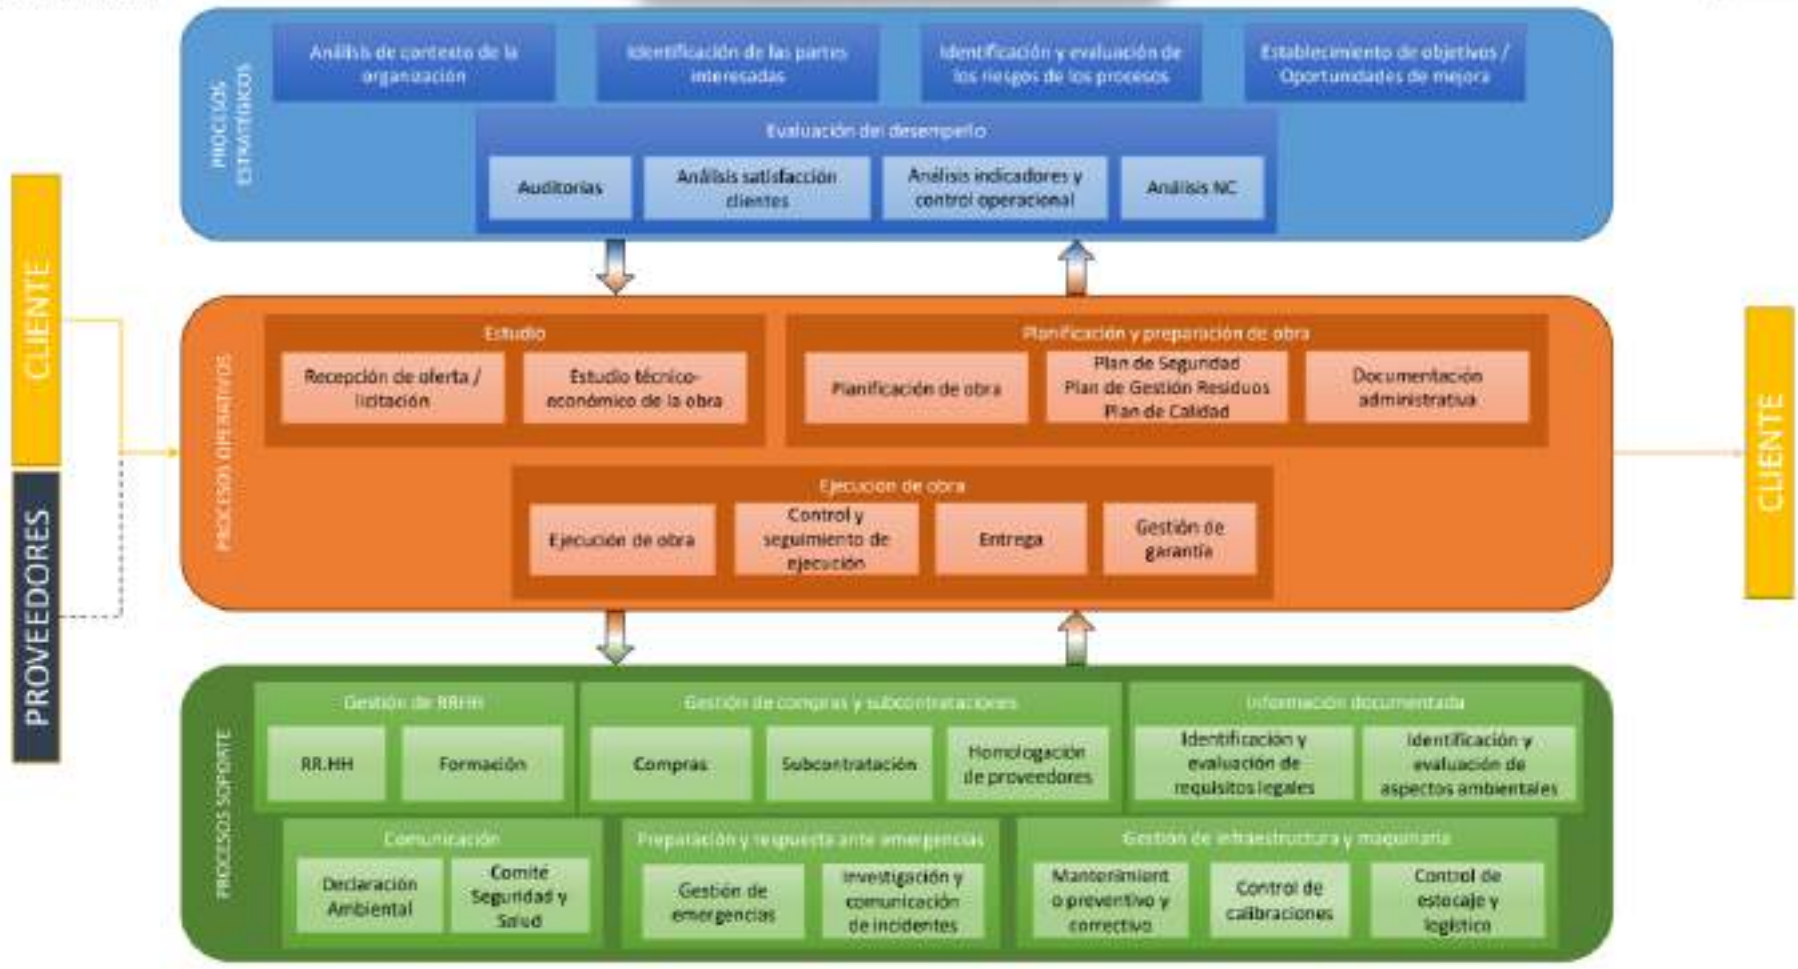 PROCESOS
ESTRATÉGICOS
Análisis de contexto de la
organización
Identificación de las partes
interesadas
Identificación y evaluación de
los riesgos de los procesos
Establecimiento de objetivos /
Oportunidades de mejora
Evaluación del desempeño
Auditorias
Análisis satisfacción
clientes
Análisis indicadores y
control operacional
Análisis NC
CLIENTE
PROVEEDORES
PROCESOS OPERATIVOS
Estudio
Recepción de oferta /
licitación
Estudio técnico-
económico de la obra
Planificación y preparación de obra
Planificación de obra
Plan de Seguridad
Plan de Gestión Residuos
Plan de Calidad
Documentación
administrativa
Ejecución de obra
Ejecución de obra
Control y
seguimiento de
ejecución
Entrega
Gestión de
garantía
CLIENTE
PROCESOS SOPORTE
Gestión de RRHH
RR.HH
Formación
Gestión de compras y subcontrataciones
Compras
Subcontratación
Homologación
de proveedores
Información documentada
Identificación y
evaluación de
requisitos legales
Identificación y
evaluación de
aspectos ambientales
Comunicación
Declaración
Ambiental
Comité
Seguridad y
Salud
Preparación y respuesta ante emergencias
Gestión de
emergencias
Investigación y
comunicación
de incidentes
Gestión de infraestructura y maquinaria
Mantenimient
o preventivo y
correctivo
Control de
calibraciones
Control de
estocaje y
logístico